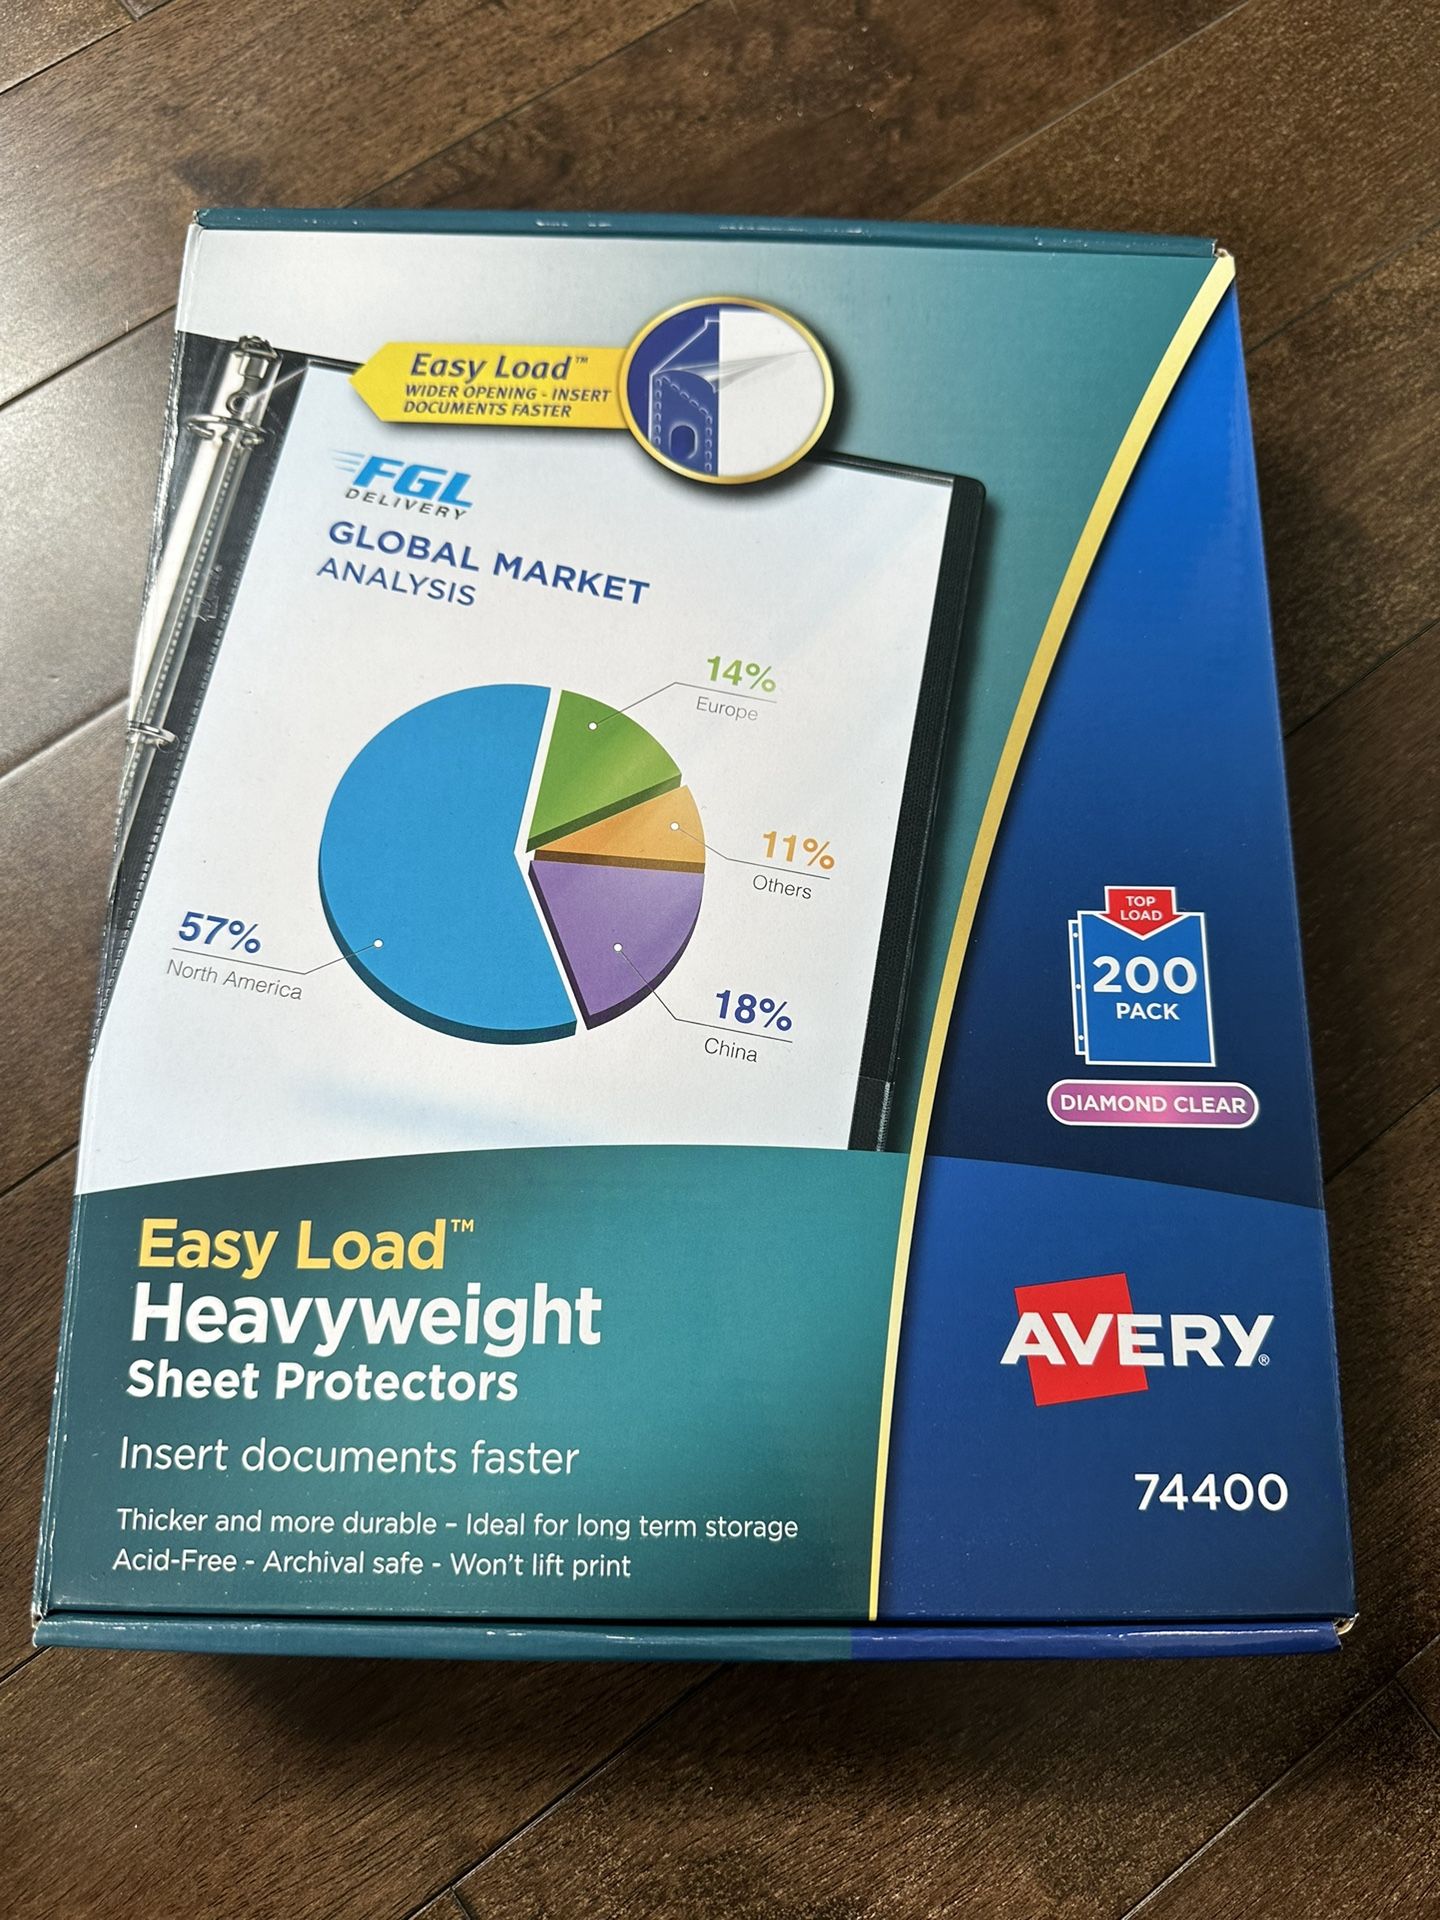 Easy Load™
WIDER OPENING - INSERT
DOCUMENTS FASTER
FGL
DELIVERY
GLOBAL MARKET
ANALYSIS
14%
Europe
11%
Others
57%
North America
18%
China
TOP
LOAD
200
PACK
DIAMOND CLEAR
Easy Load™
Heavyweight
Sheet Protectors
Insert documents faster
Thicker and more durable – Ideal for long term storage
Acid-Free - Archival safe - Won't lift print
AVERY®
74400